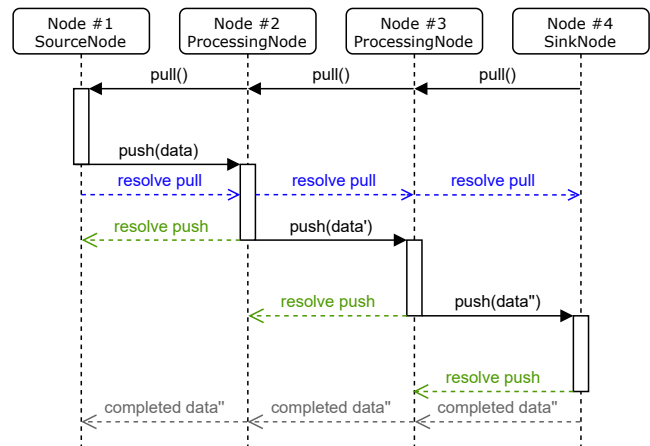 Node #1
SourceNode
Node #2
ProcessingNode
Node #3
ProcessingNode
Node #4
SinkNode
pull()
pull()
pull()
push(data)
resolve pull
resolve pull
resolve pull
resolve push
push(data')
resolve push
push(data'')
resolve push
completed data''
completed data''
completed data''